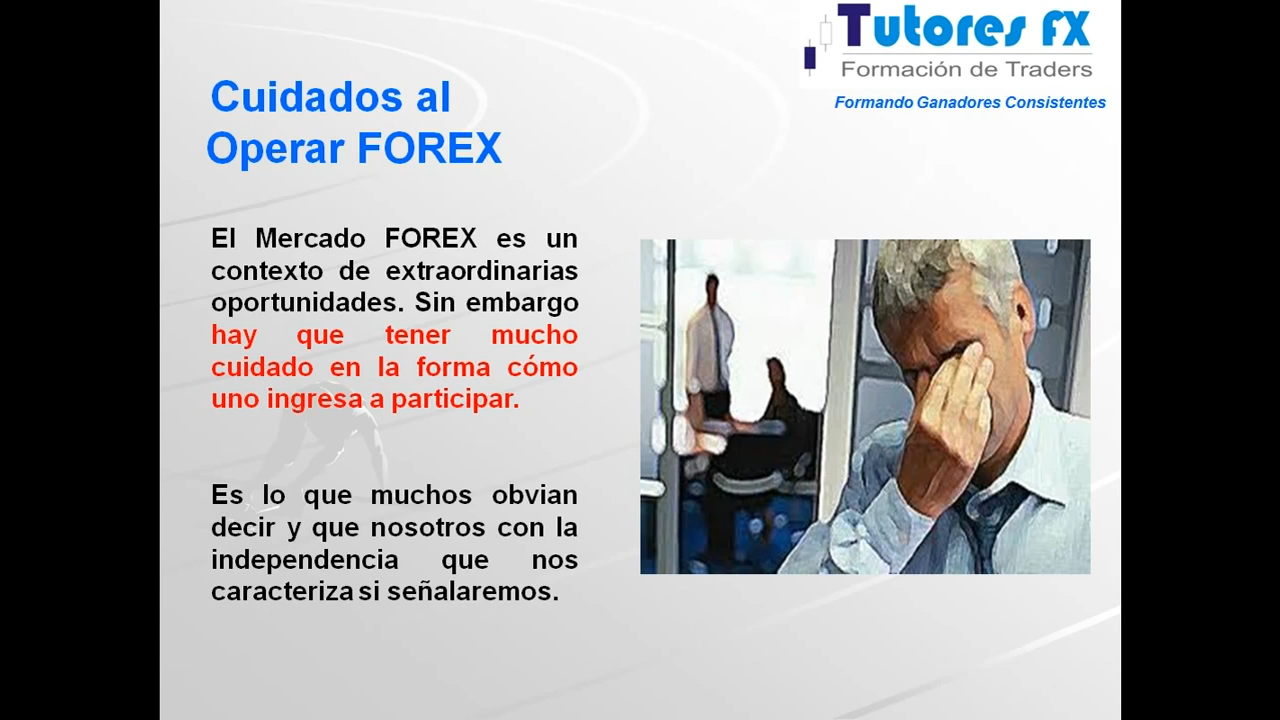 Tutores FX
Formación de Traders
Formando Ganadores Consistentes
Cuidados al
Operar FOREX
El Mercado FOREX es un
contexto de extraordinarias
oportunidades. Sin embargo
hay que tener mucho
cuidado en la forma cómo
uno ingresa a participar.
Es lo que muchos obvian
decir y que nosotros con la
independencia que nos
caracteriza si señalaremos.